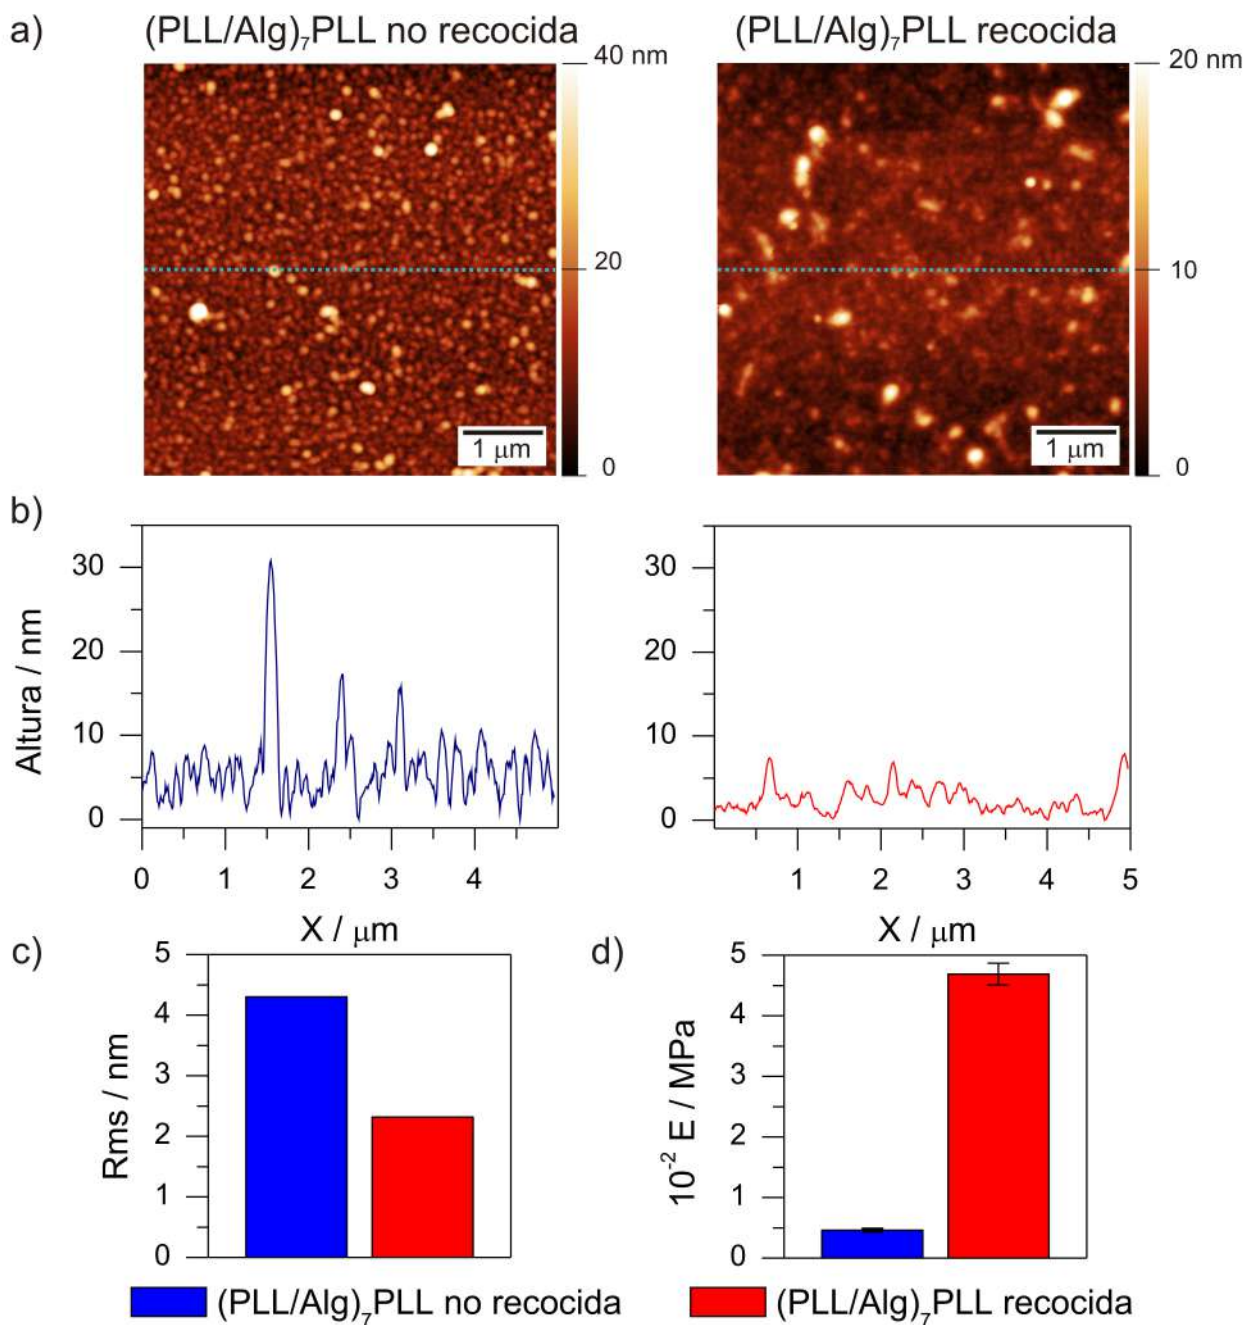 a)
(PLL/Alg)₇PLL no recocida
(PLL/Alg)₇PLL recocida
40 nm
20
0
1 μm
20 nm
10
0
1 μm
b)
Altura / nm
30
20
10
0
0 1 2 3 4
X / μm
30
20
10
0
1 2 3 4 5
X / μm
c)
Rms / nm
5
4
3
2
1
0
d)
10⁻² E / MPa
5
4
3
2
1
0
(PLL/Alg)₇PLL no recocida
(PLL/Alg)₇PLL recocida